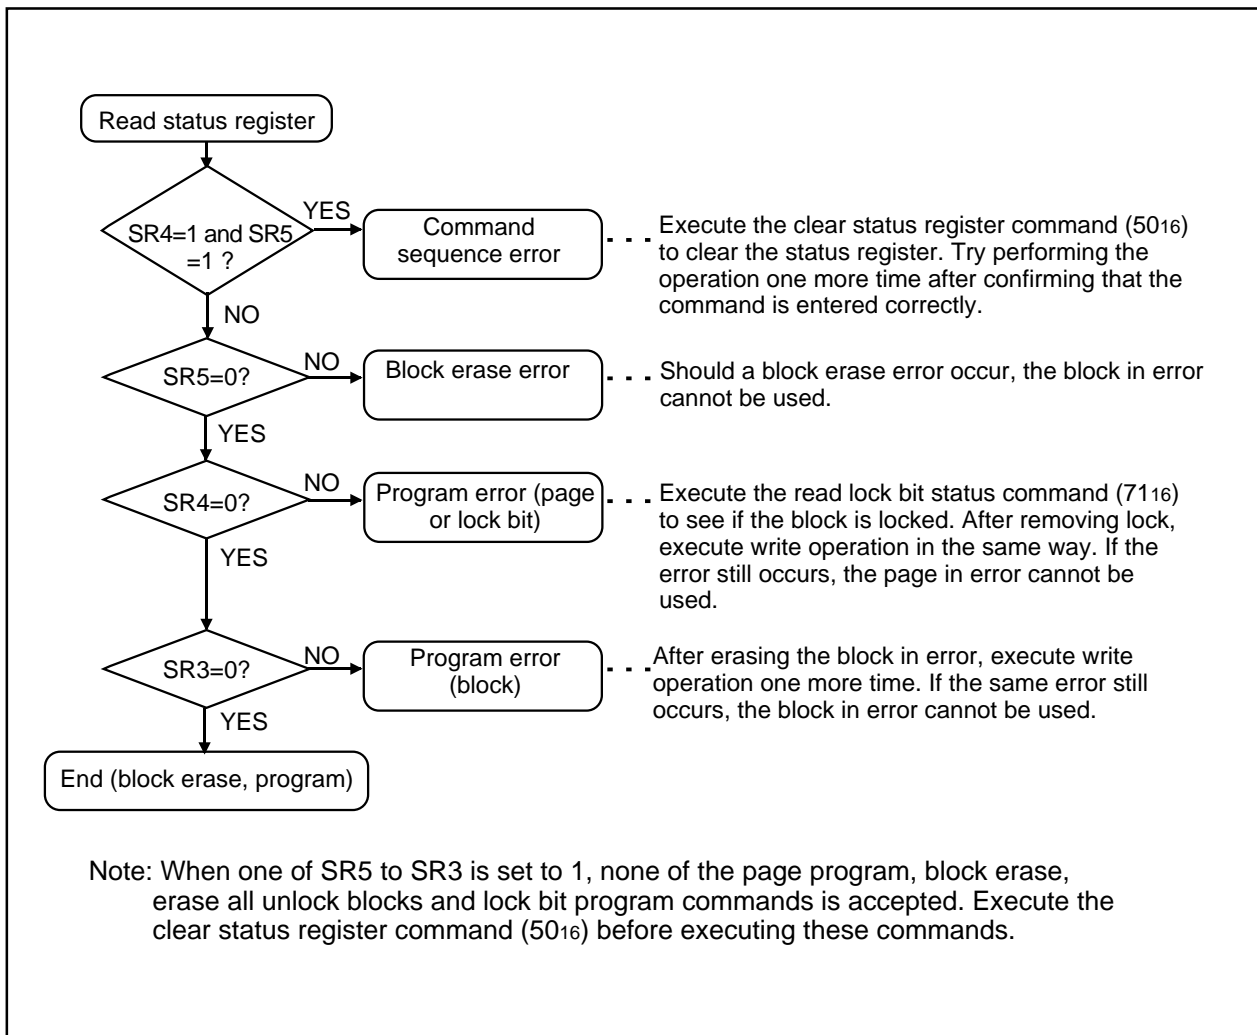 Read status register
SR4=1 and SR5
=1 ?
YES
Command
sequence error
Execute the clear status register command (5016)
to clear the status register. Try performing the
operation one more time after confirming that the
command is entered correctly.
NO
SR5=0?
NO
Block erase error
Should a block erase error occur, the block in error
cannot be used.
YES
SR4=0?
NO
Program error (page
or lock bit)
Execute the read lock bit status command (7116)
to see if the block is locked. After removing lock,
execute write operation in the same way. If the
error still occurs, the page in error cannot be
used.
YES
SR3=0?
NO
Program error
(block)
After erasing the block in error, execute write
operation one more time. If the same error still
occurs, the block in error cannot be used.
YES
End (block erase, program)
Note: When one of SR5 to SR3 is set to 1, none of the page program, block erase,
erase all unlock blocks and lock bit program commands is accepted. Execute the
clear status register command (5016) before executing these commands.